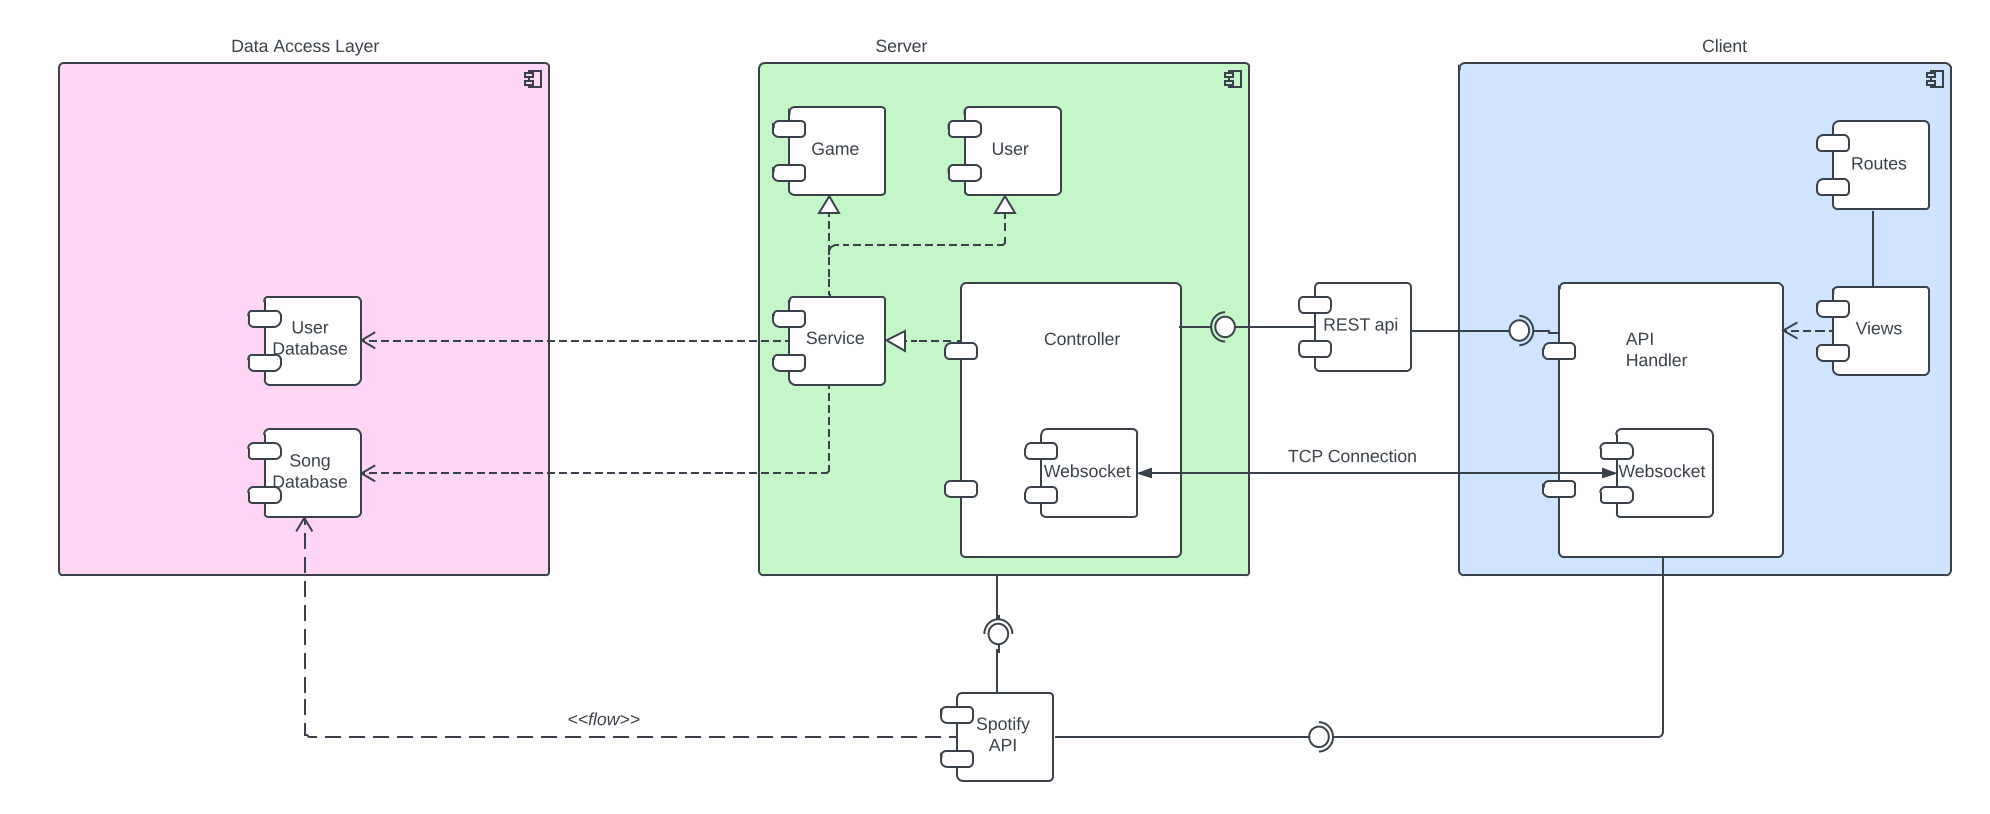 Data Access Layer
Server
Client
Game
User
Routes
User
Database
Service
Controller
REST api
API
Handler
Views
Song
Database
Websocket
TCP Connection
Websocket
<<flow>>
Spotify
API